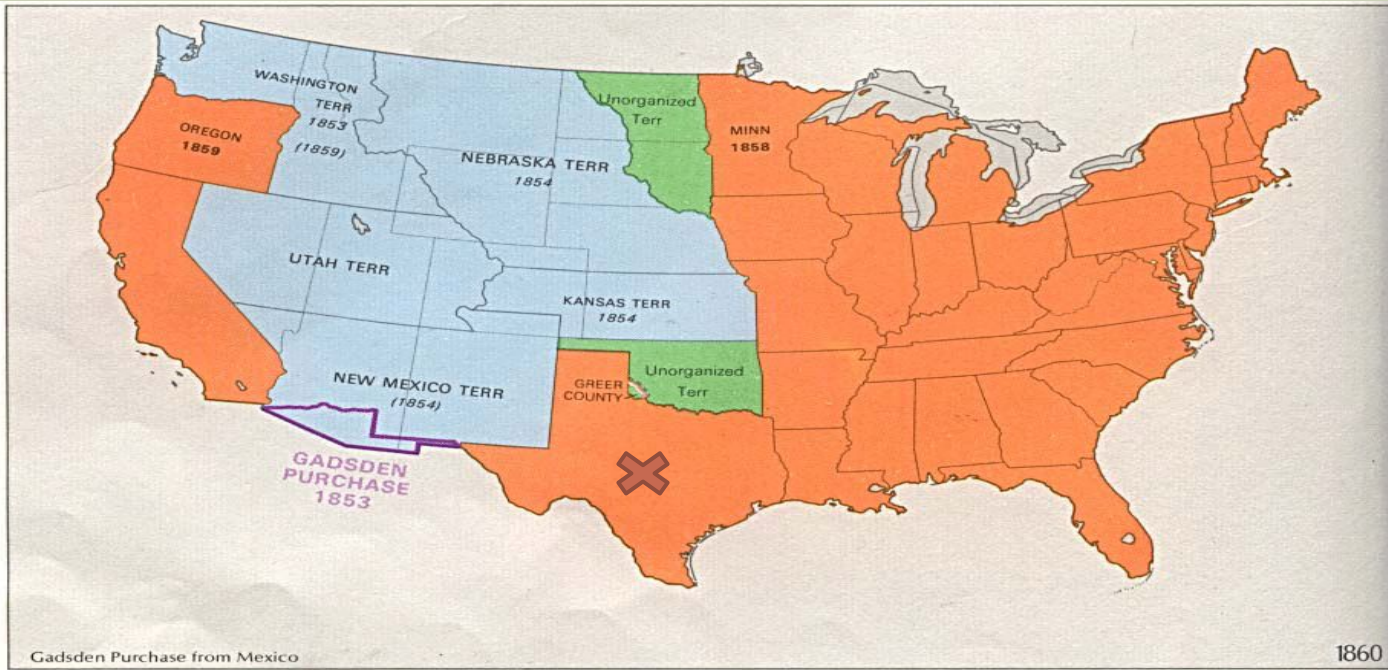 WASHINGTON
TERR
1853
(1859)
OREGON
1859
NEBRASKA TERR
1854
Unorganized
Terr
MINN
1858
UTAH TERR
KANSAS TERR
1854
NEW MEXICO TERR
(1854)
GREER
COUNTY
Unorganized
Terr
GADSDEN
PURCHASE
1853
Gadsden Purchase from Mexico
1860